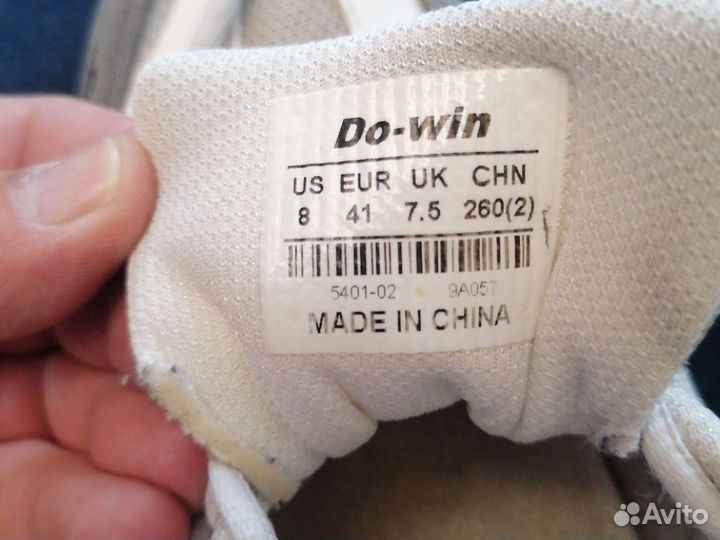 Do-win
US EUR UK CHN
8 41 7.5 260(2)
5401-02 9A057
MADE IN CHINA
Avito